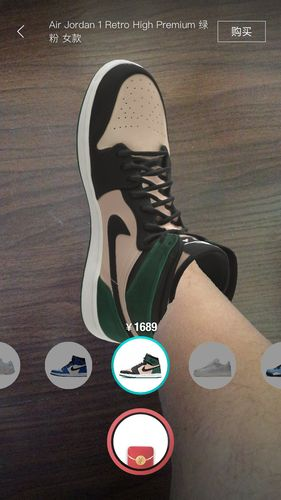 Air Jordan 1 Retro High Premium 绿
粉 女款
购买
¥1689